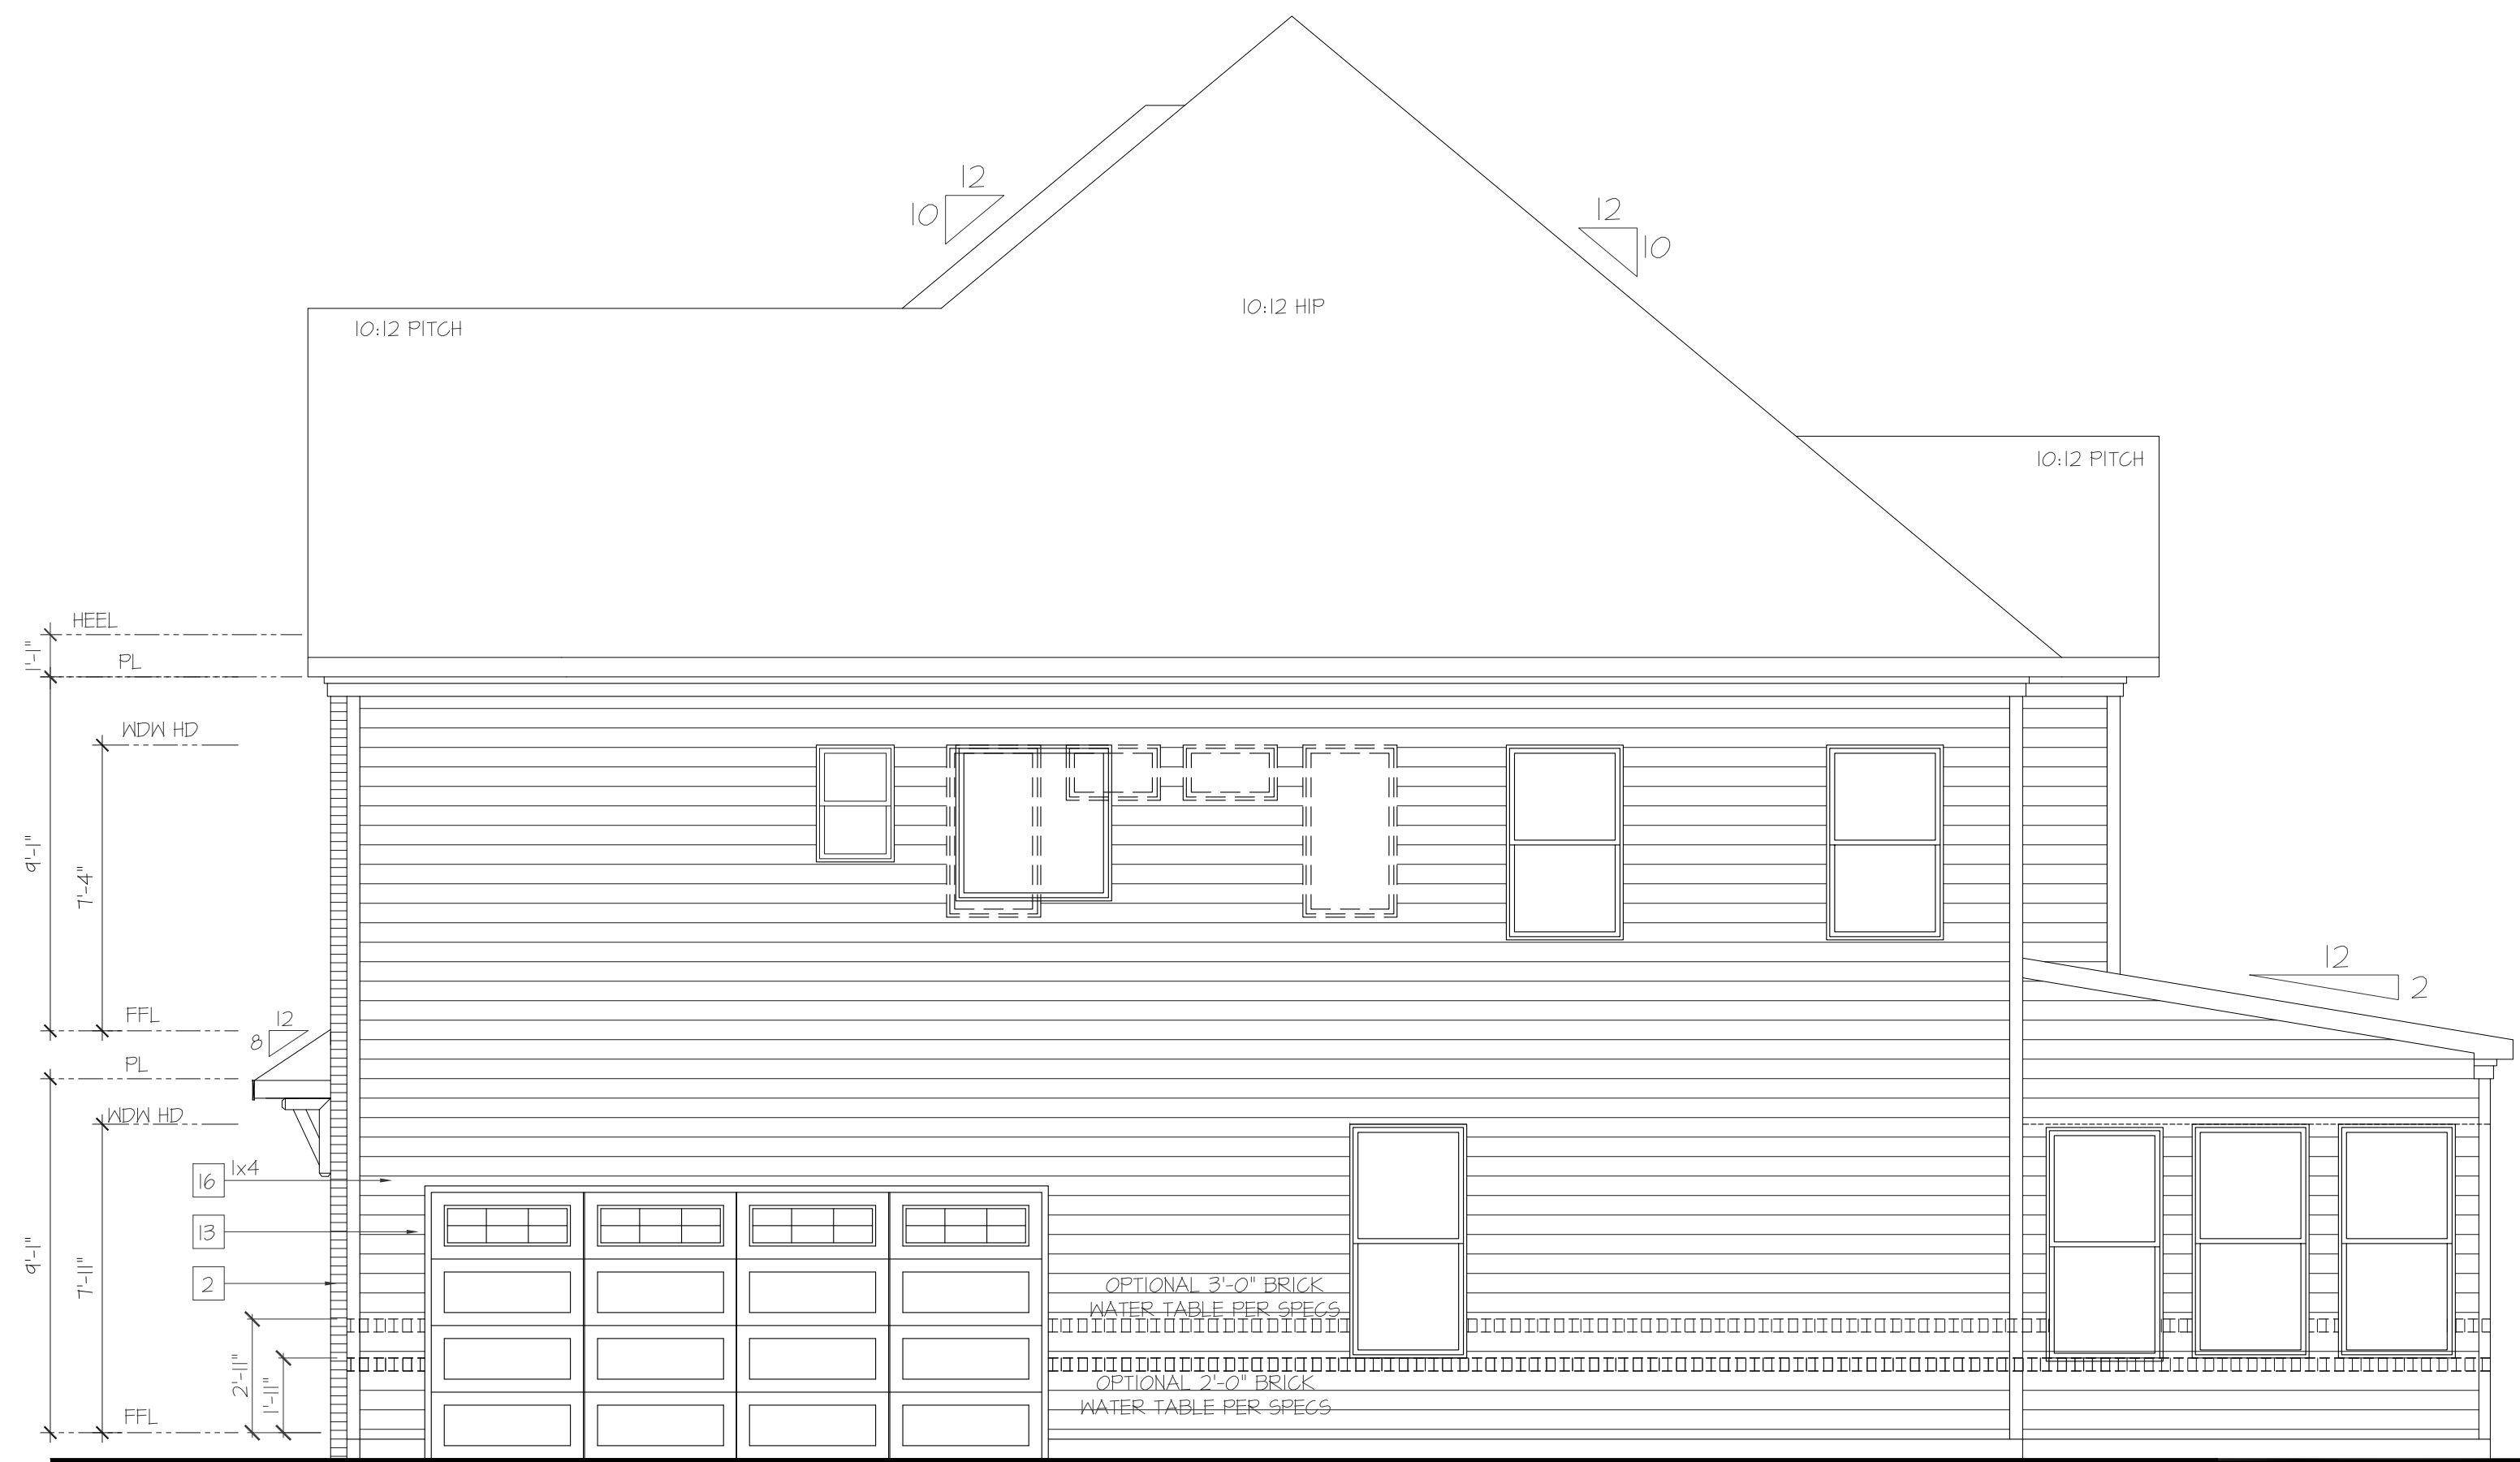 12
10
12
10
10:12 HIP
10:12 PITCH
10:12 PITCH
HEEL
1'-1"
PL
WDW HD
9'-1"
7'-4"
12
2
FFL
12
8
PL
WDW HD
16
1x4
13
9'-1"
7'-11"
2
OPTIONAL 3'-0" BRICK
WATER TABLE PER SPECS
2'-11"
1'-11"
OPTIONAL 2'-0" BRICK
WATER TABLE PER SPECS
FFL